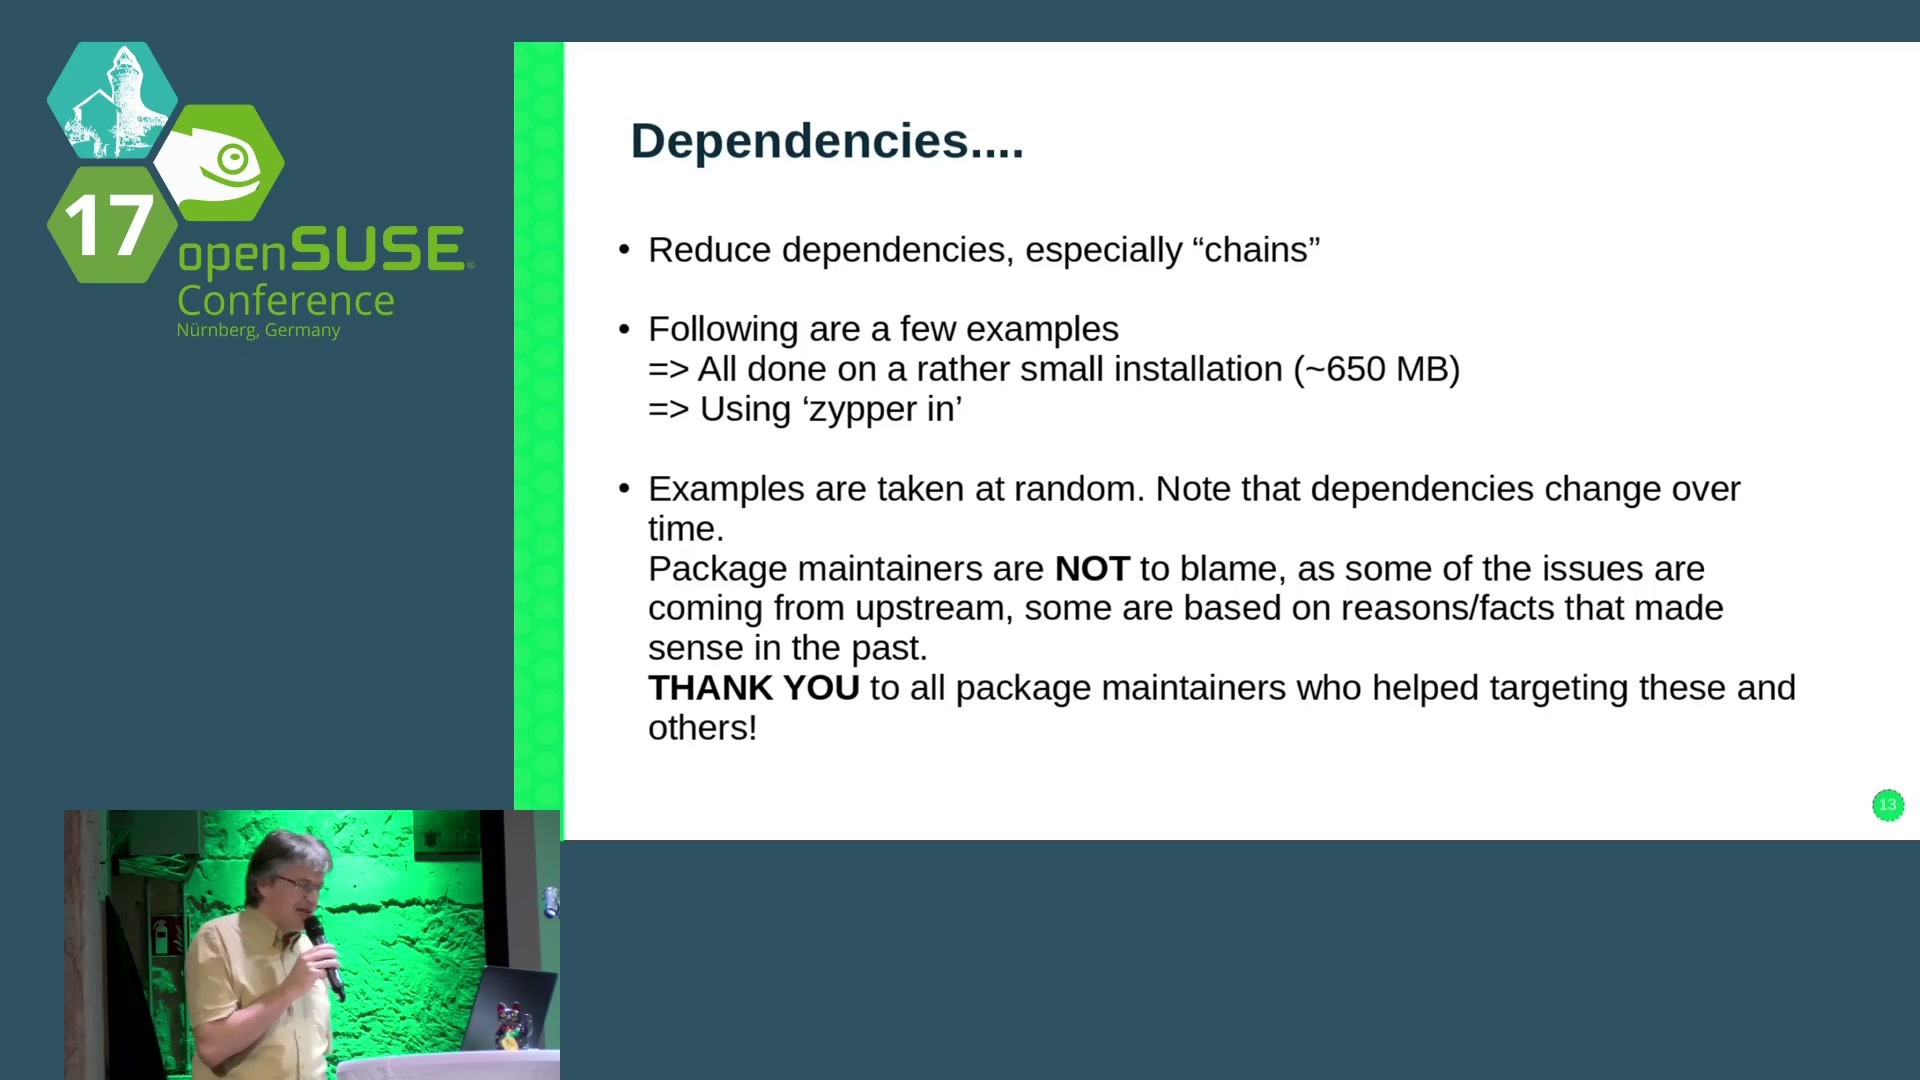 17
openSUSE
Conference
Nürnberg, Germany
Dependencies....
• Reduce dependencies, especially “chains”
• Following are a few examples
=> All done on a rather small installation (~650 MB)
=> Using ‘zypper in’
• Examples are taken at random. Note that dependencies change over
time.
Package maintainers are NOT to blame, as some of the issues are
coming from upstream, some are based on reasons/facts that made
sense in the past.
THANK YOU to all package maintainers who helped targeting these and
others!
13